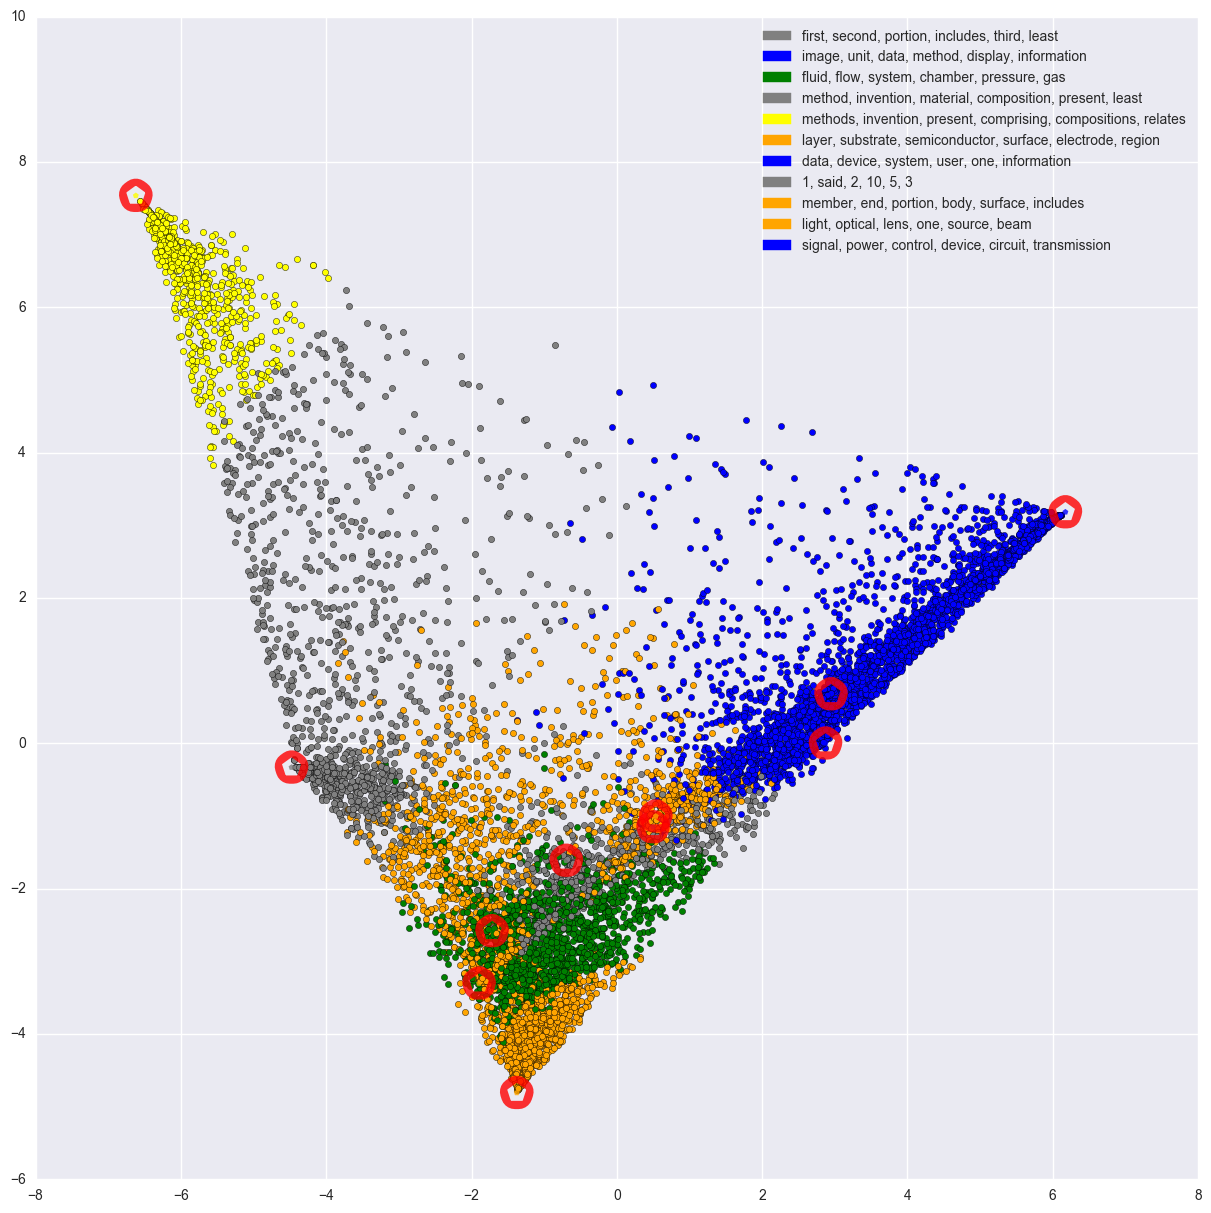 10
8
6
4
2
0
−2
−4
−6
first, second, portion, includes, third, least
image, unit, data, method, display, information
fluid, flow, system, chamber, pressure, gas
method, invention, material, composition, present, least
methods, invention, present, comprising, compositions, relates
layer, substrate, semiconductor, surface, electrode, region
data, device, system, user, one, information
1, said, 2, 10, 5, 3
member, end, portion, body, surface, includes
light, optical, lens, one, source, beam
signal, power, control, device, circuit, transmission
−8 −6 −4 −2 0 2 4 6 8